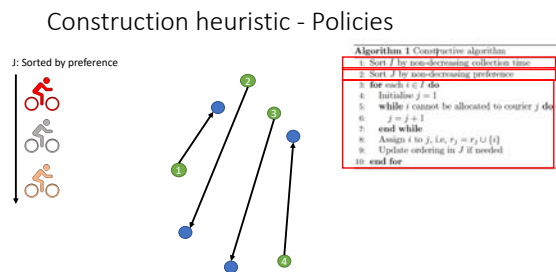 Construction heuristic - Policies
J: Sorted by preference
1
2
3
4
Algorithm 1 Constructive algorithm
1: Sort I by non-decreasing collection time
2: Sort J by non-decreasing preference
3: for each i ∈ I do
4: Initialise j = 1
5: while i cannot be allocated to courier j do
6: j = j + 1
7: end while
8: Assign i to j, i.e, r_j = r_j ∪ {i}
9: Update ordering in J if needed
10: end for